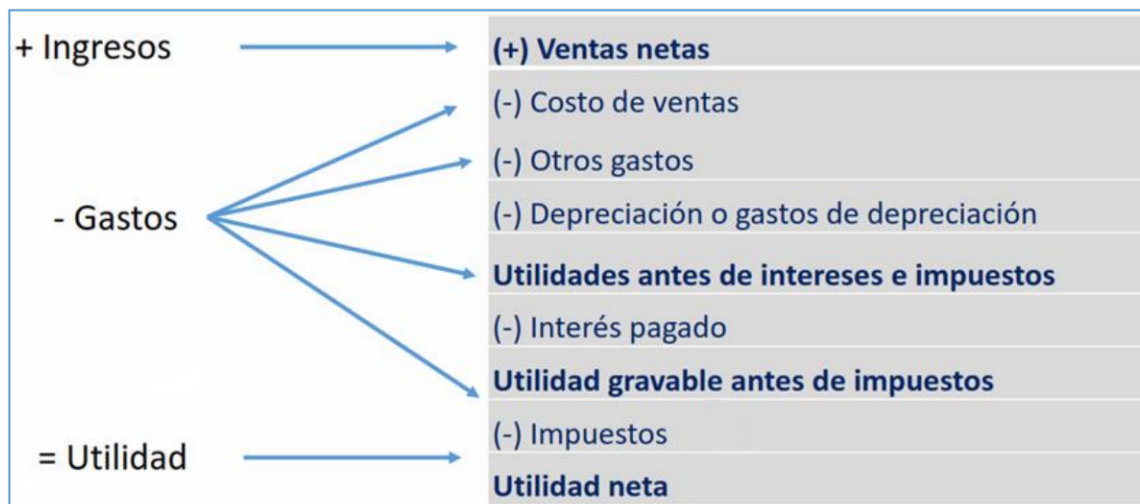 + Ingresos
(+) Ventas netas
(-) Costo de ventas
(-) Otros gastos
- Gastos
(-) Depreciación o gastos de depreciación
Utilidades antes de intereses e impuestos
(-) Interés pagado
Utilidad gravable antes de impuestos
(-) Impuestos
= Utilidad
Utilidad neta